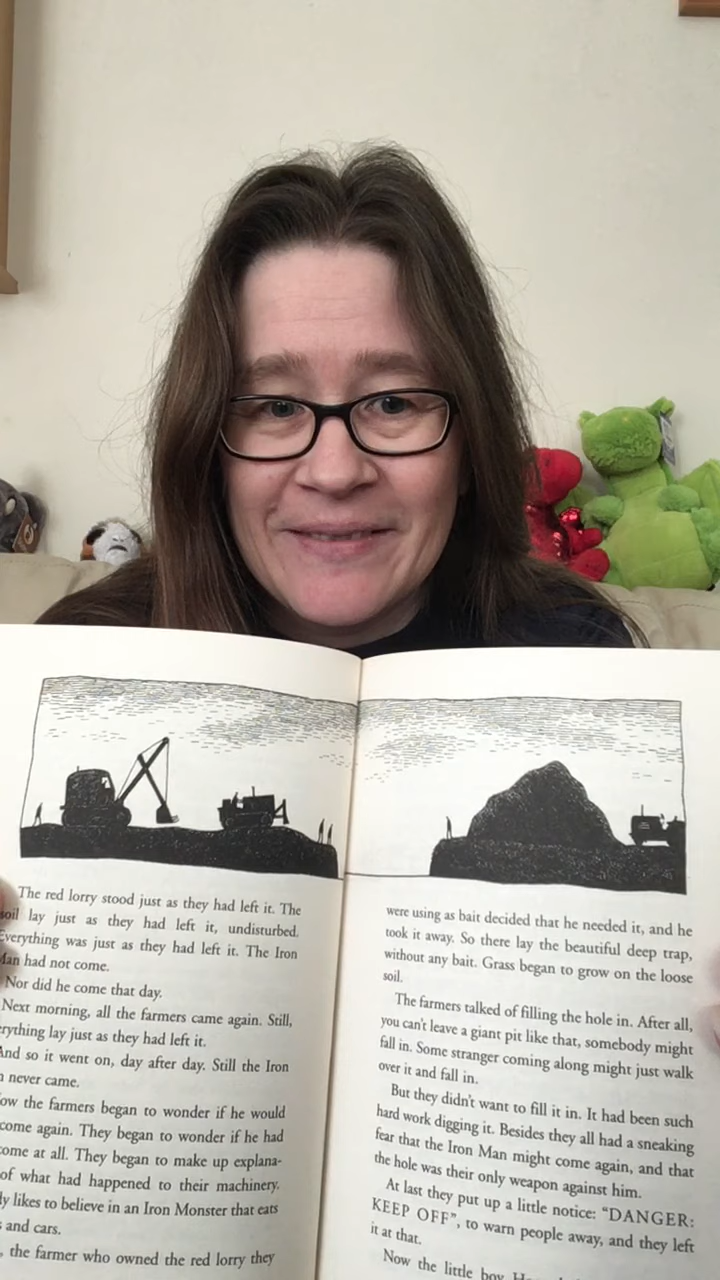 The red lorry stood just as they had left it. The
soil lay just as they had left it, undisturbed.
Everything was just as they had left it. The Iron
Man had not come.
Nor did he come that day.
Next morning, all the farmers came again. Still,
erything lay just as they had left it.
And so it went on, day after day. Still the Iron
n never came.
ow the farmers began to wonder if he would
come again. They began to wonder if he had
come at all. They began to make up explana-
of what had happened to their machinery.
ly likes to believe in an Iron Monster that eats
s and cars.
, the farmer who owned the red lorry they
were using as bait decided that he needed it, and he
took it away. So there lay the beautiful deep trap,
without any bait. Grass began to grow on the loose
soil.
The farmers talked of filling the hole in. After all,
you can't leave a giant pit like that, somebody might
fall in. Some stranger coming along might just walk
over it and fall in.
But they didn't want to fill it in. It had been such
hard work digging it. Besides they all had a sneaking
fear that the Iron Man might come again, and that
the hole was their only weapon against him.
At last they put up a little notice: "DANGER:
KEEP OFF", to warn people away, and they left
it at that.
Now the little boy